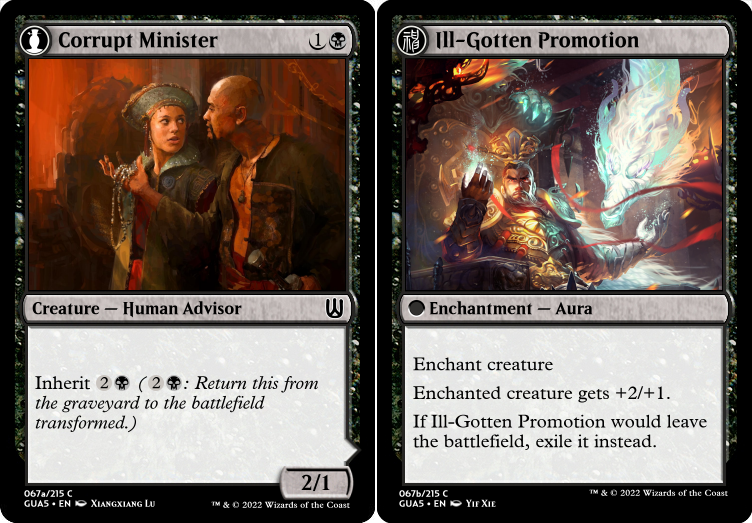 Corrupt Minister 1
Creature — Human Advisor
Inherit 2 ( 2 : Return this from
the graveyard to the battlefield
transformed.)
2/1
067a/215 C
GUA5 • EN Xiangxiang Lu
™ & © 2022 Wizards of the Coast
Ill-Gotten Promotion
Enchantment — Aura
Enchant creature
Enchanted creature gets +2/+1.
If Ill-Gotten Promotion would leave
the battlefield, exile it instead.
067b/215 C
GUA5 • EN Yif Xie
™ & © 2022 Wizards of the Coast